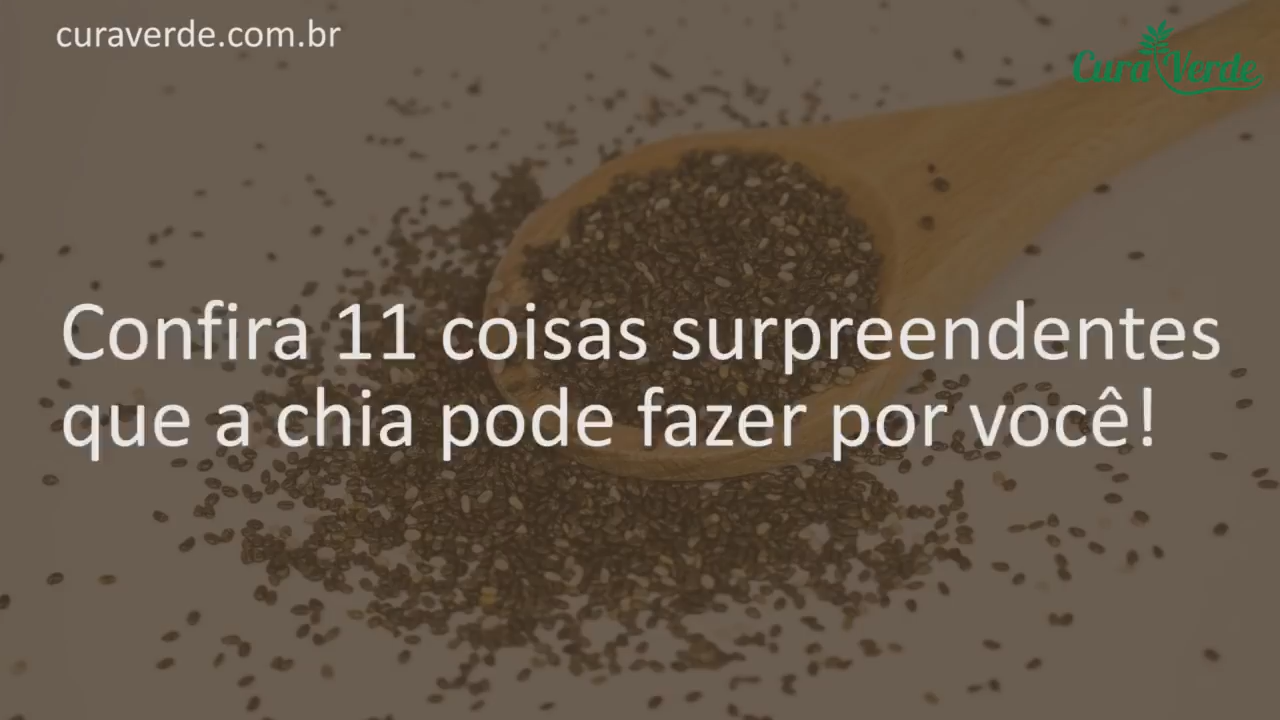 curaverde.com.br
Cura Verde
Confira 11 coisas surpreendentes
que a chia pode fazer por você!